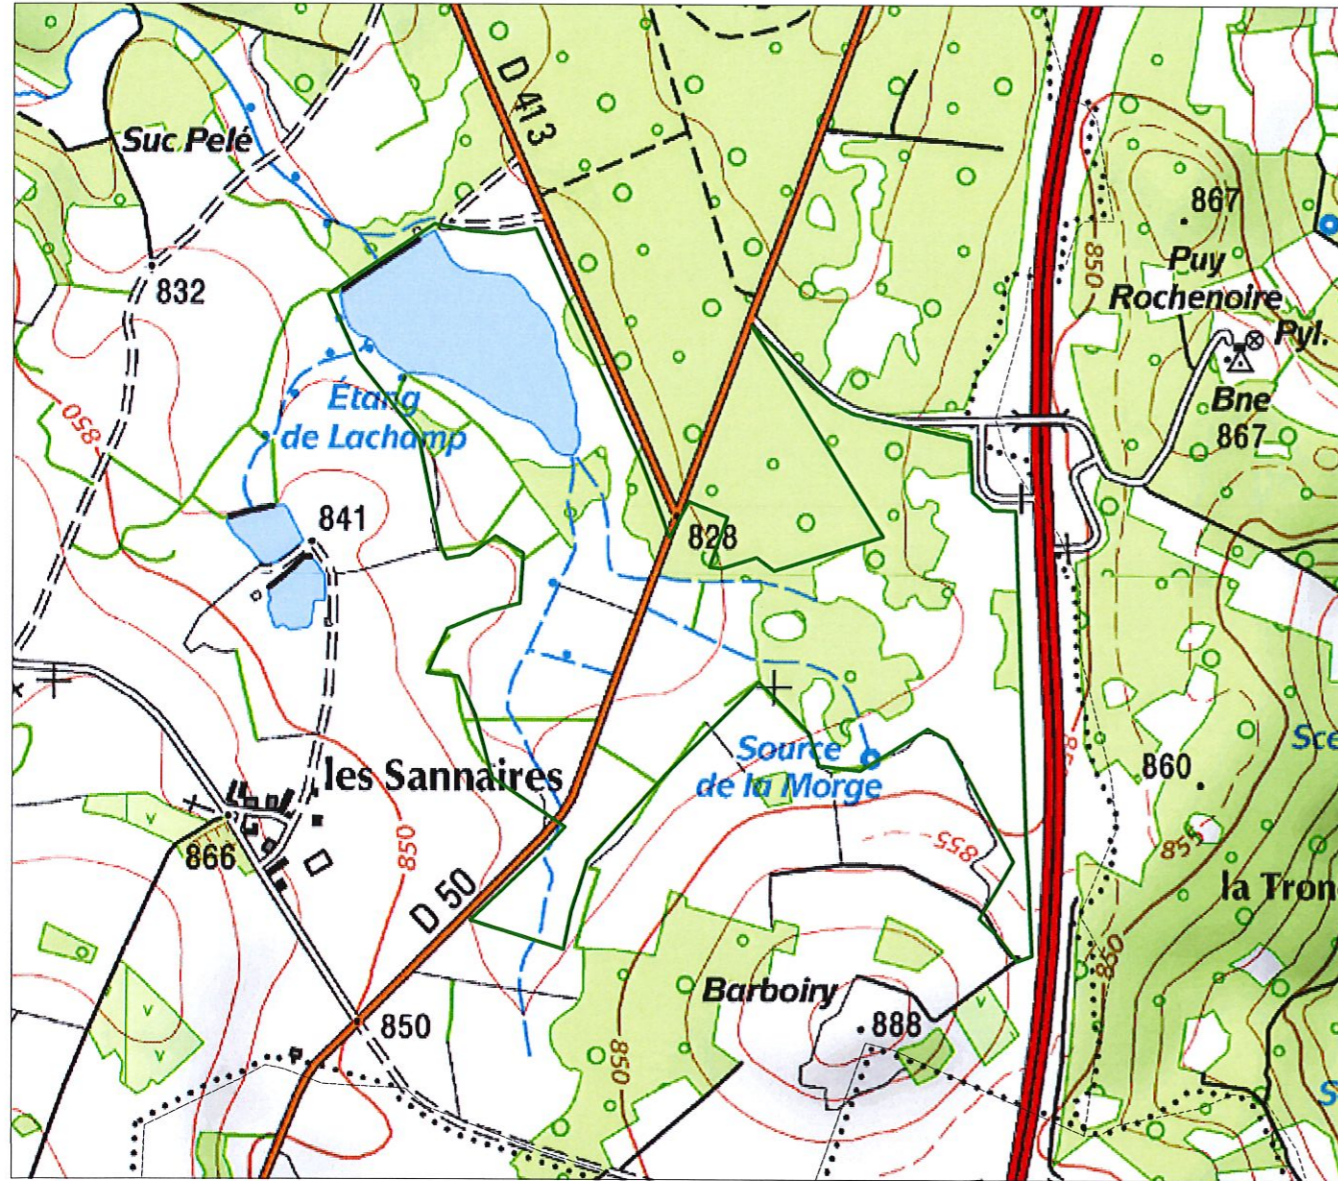 D 413
Suc Pelé
867
850
Puy
Rochenoire
832
Pyl.
Étang
de Lachamp
850
Bne
867
841
828
Source
de la Morge
860
les Sannaires
850
855
855
866
D 50
la Tron
Barboiry
850
850
888
850